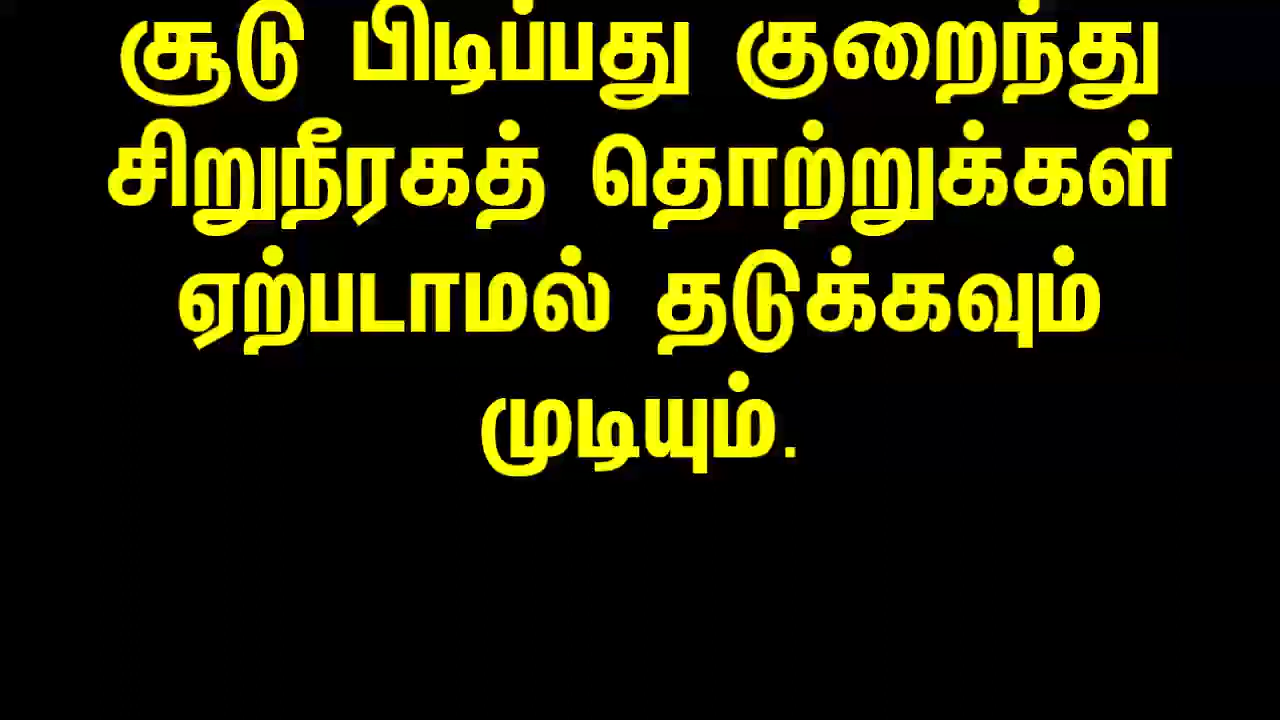 சூடு பிடிப்பது குறைந்து
சிறுநீரகத் தொற்றுக்கள்
ஏற்படாமல் தடுக்கவும்
முடியும்.